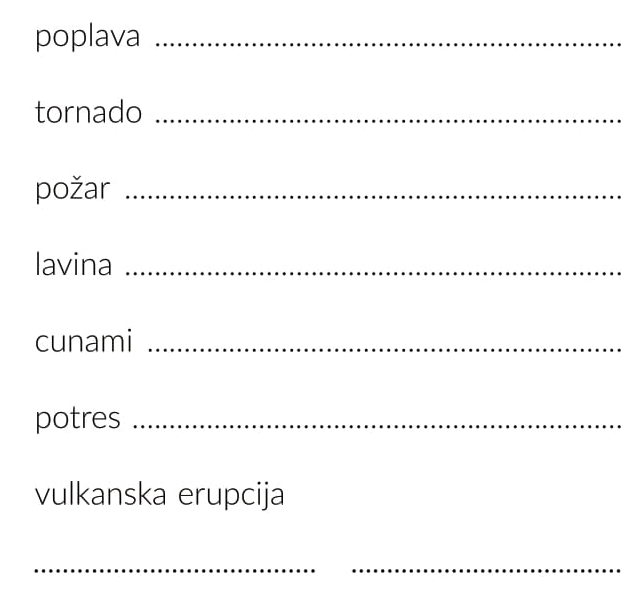 poplava ......................................................................
tornado ......................................................................
požar ......................................................................
lavina ......................................................................
cunami ......................................................................
potres ......................................................................
vulkanska erupcija
............................................. .............................................